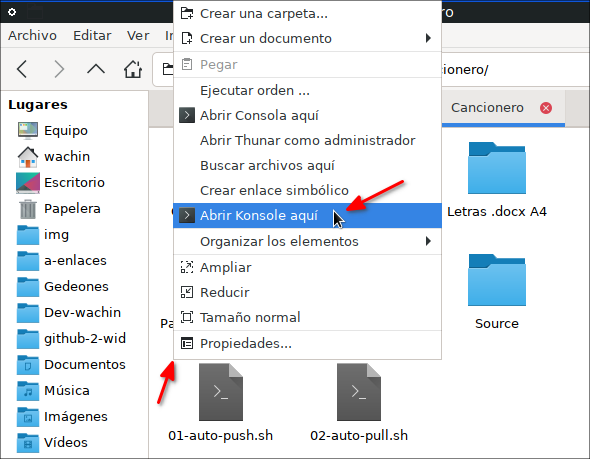 ro
Archivo Editar Ver Ir
cionero/
Lugares
Equipo
wachin
Escritorio
Papelera
img
a-enlaces
Gedeones
Dev-wachin
github-2-wid
Documentos
Música
Imágenes
Vídeos
Crear una carpeta...
Crear un documento
Pegar
Ejecutar orden ...
Abrir Consola aquí
Abrir Thunar como administrador
Buscar archivos aquí
Crear enlace simbólico
Abrir Konsole aquí
Organizar los elementos
Ampliar
Reducir
Tamaño normal
Propiedades...
Cancionero
Letras .docx A4
Pa
Source
01-auto-push.sh
02-auto-pull.sh